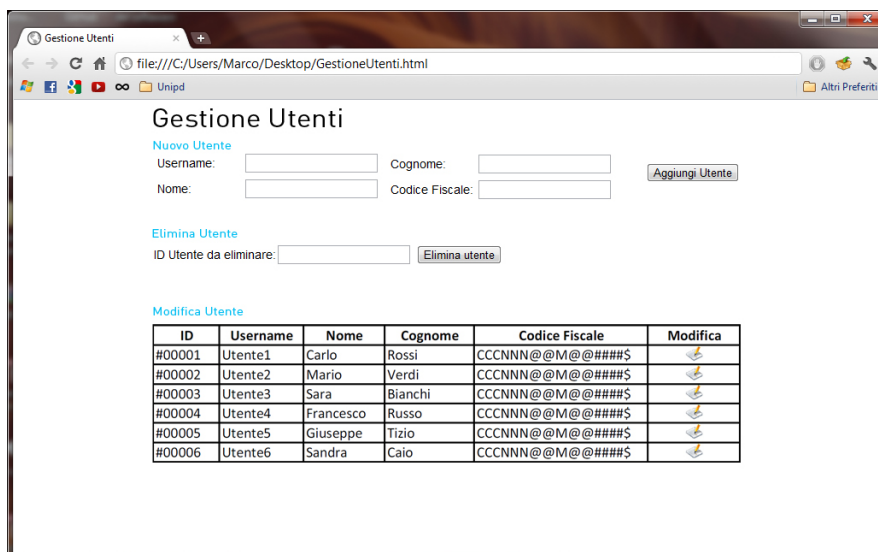 Gestione Utenti
file:///C:/Users/Marco/Desktop/GestioneUtenti.html
Unipd Altri Preferiti
Gestione Utenti
Nuovo Utente
Username: Cognome:
Aggiungi Utente
Nome: Codice Fiscale:
Elimina Utente
ID Utente da eliminare: Elimina utente
Modifica Utente
ID Username Nome Cognome Codice Fiscale Modifica
#00001 Utente1 Carlo Rossi CCCNNN@@M@@####$
#00002 Utente2 Mario Verdi CCCNNN@@M@@####$
#00003 Utente3 Sara Bianchi CCCNNN@@M@@####$
#00004 Utente4 Francesco Russo CCCNNN@@M@@####$
#00005 Utente5 Giuseppe Tizio CCCNNN@@M@@####$
#00006 Utente6 Sandra Caio CCCNNN@@M@@####$